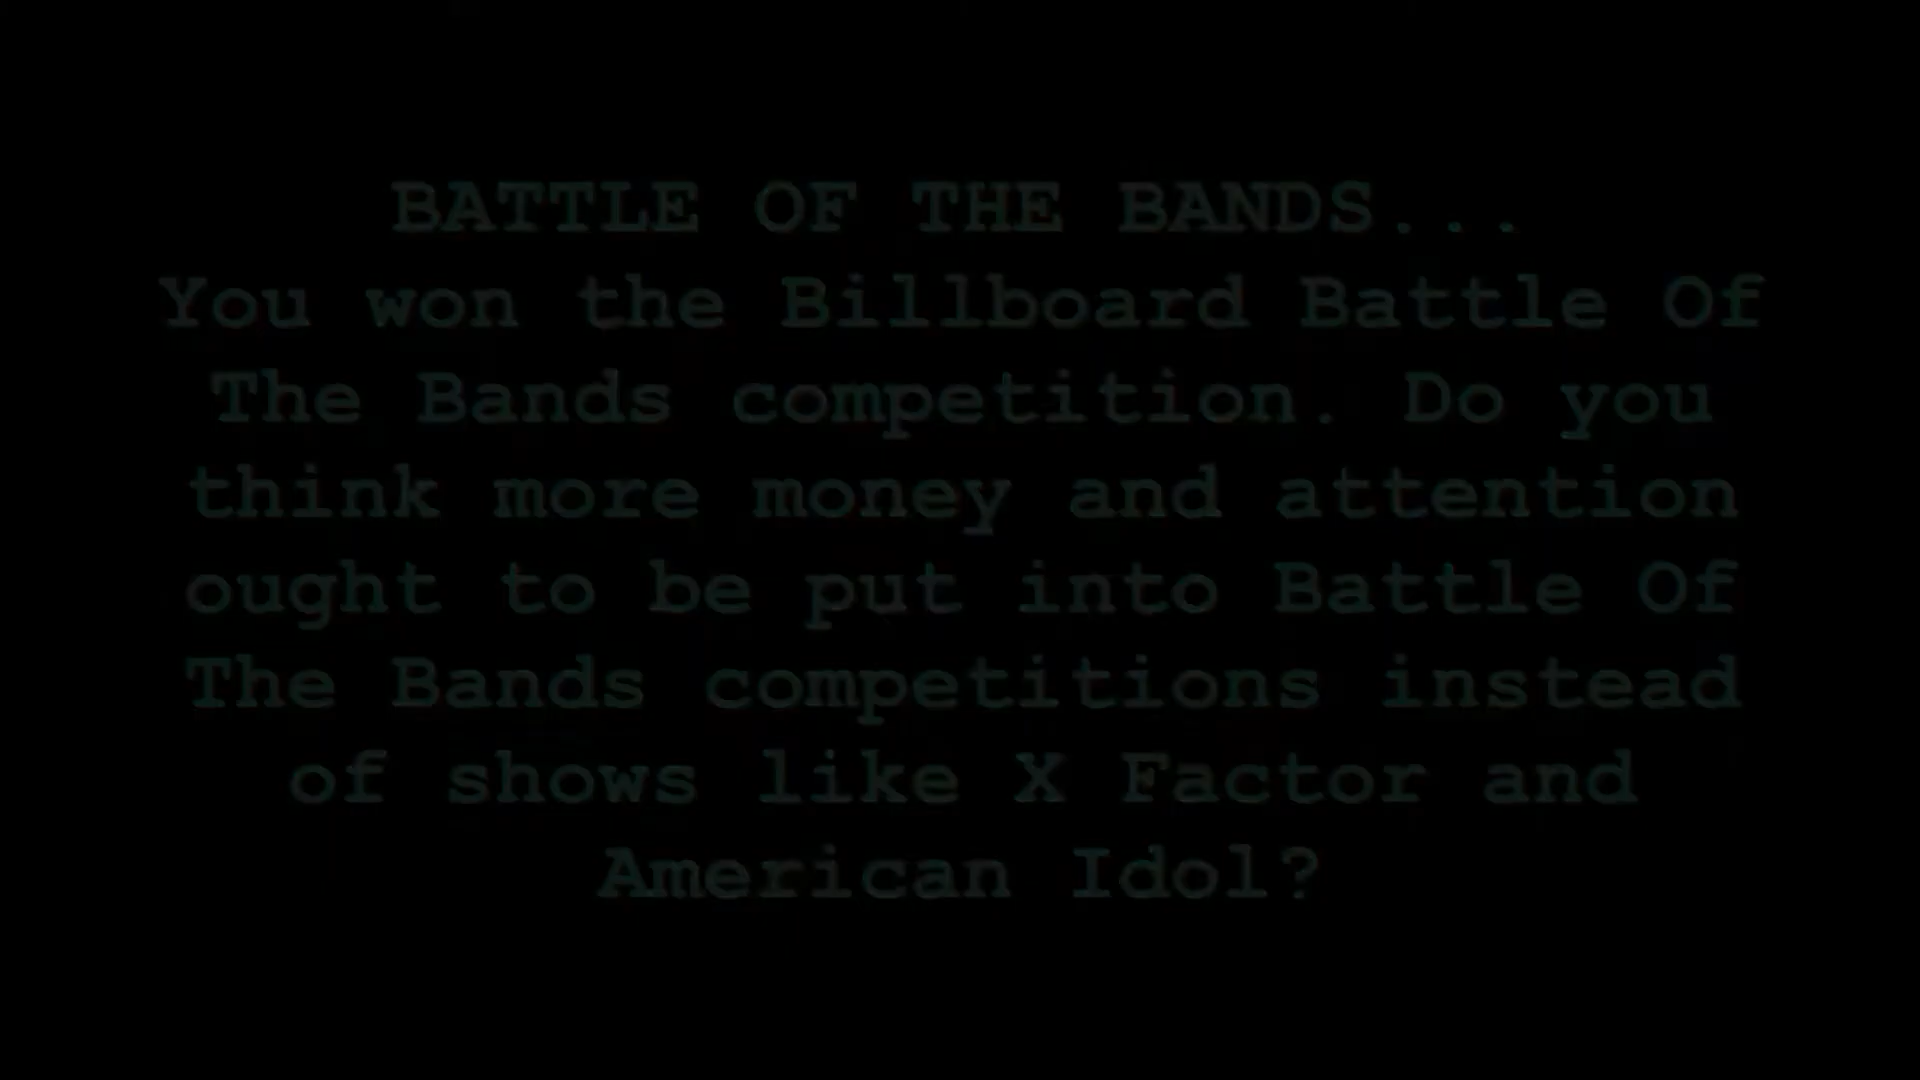 BATTLE OF THE BANDS...
You won the Billboard Battle Of
The Bands competition. Do you
think more money and attention
ought to be put into Battle Of
The Bands competitions instead
of shows like X Factor and
American Idol?